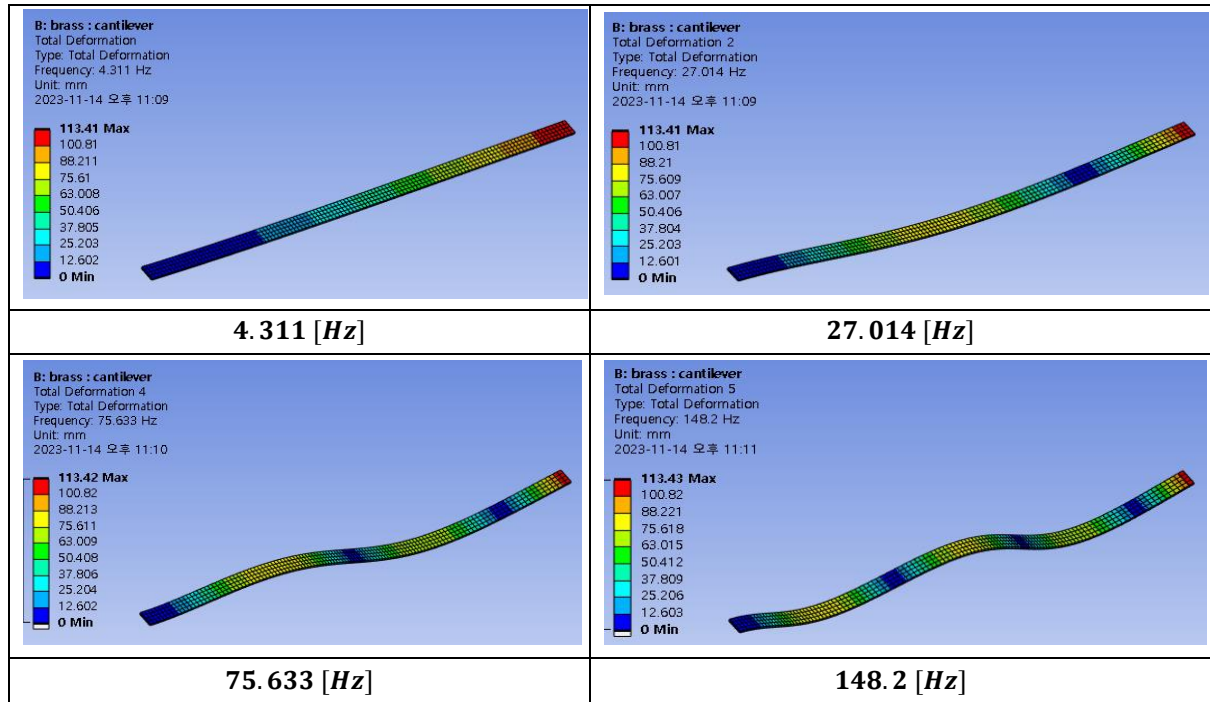 B: brass : cantilever
Total Deformation
Type: Total Deformation
Frequency: 4.311 Hz
Unit: mm
2023-11-14 오후 11:09
113.41 Max
100.81
88.211
75.61
63.008
50.406
37.805
25.203
12.602
0 Min
4.311 [Hz]
B: brass : cantilever
Total Deformation 2
Type: Total Deformation
Frequency: 27.014 Hz
Unit: mm
2023-11-14 오후 11:09
113.41 Max
100.81
88.21
75.609
63.007
50.406
37.804
25.203
12.601
0 Min
27.014 [Hz]
B: brass : cantilever
Total Deformation 4
Type: Total Deformation
Frequency: 75.633 Hz
Unit: mm
2023-11-14 오후 11:10
113.42 Max
100.82
88.213
75.611
63.009
50.408
37.806
25.204
12.602
0 Min
75.633 [Hz]
B: brass : cantilever
Total Deformation 5
Type: Total Deformation
Frequency: 148.2 Hz
Unit: mm
2023-11-14 오후 11:11
113.43 Max
100.82
88.221
75.618
63.015
50.412
37.809
25.206
12.603
0 Min
148.2 [Hz]